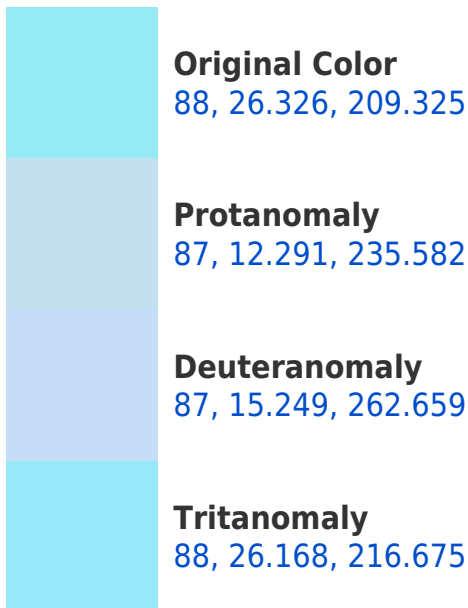 Original Color
88, 26.326, 209.325
Protanomaly
87, 12.291, 235.582
Deuteranomaly
87, 15.249, 262.659
Tritanomaly
88, 26.168, 216.675